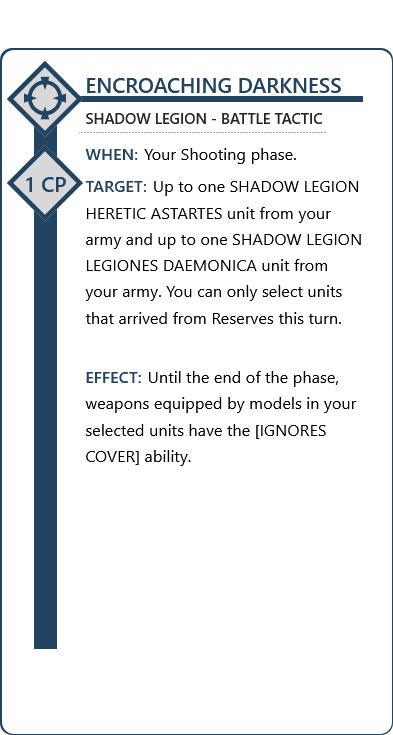 ENCROACHING DARKNESS
SHADOW LEGION - BATTLE TACTIC
WHEN: Your Shooting phase.
1 CP
TARGET: Up to one SHADOW LEGION
HERETIC ASTARTES unit from your
army and up to one SHADOW LEGION
LEGIONES DAEMONICA unit from
your army. You can only select units
that arrived from Reserves this turn.
EFFECT: Until the end of the phase,
weapons equipped by models in your
selected units have the [IGNORES
COVER] ability.